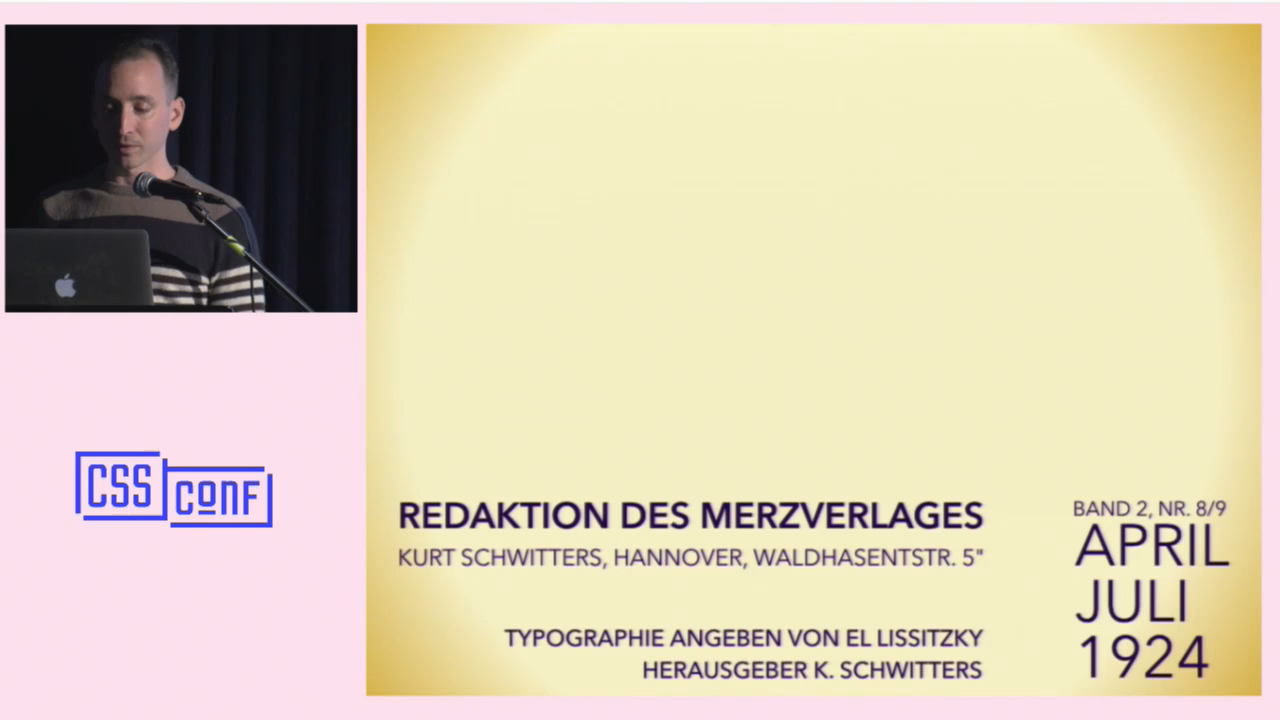 CSS
CONF
REDAKTION DES MERZVERLAGES
KURT SCHWITTERS, HANNOVER, WALDHASENTSTR. 5"
TYPOGRAPHIE ANGEBEN VON EL LISSITZKY
HERAUSGEBER K. SCHWITTERS
BAND 2, NR. 8/9
APRIL
JULI
1924